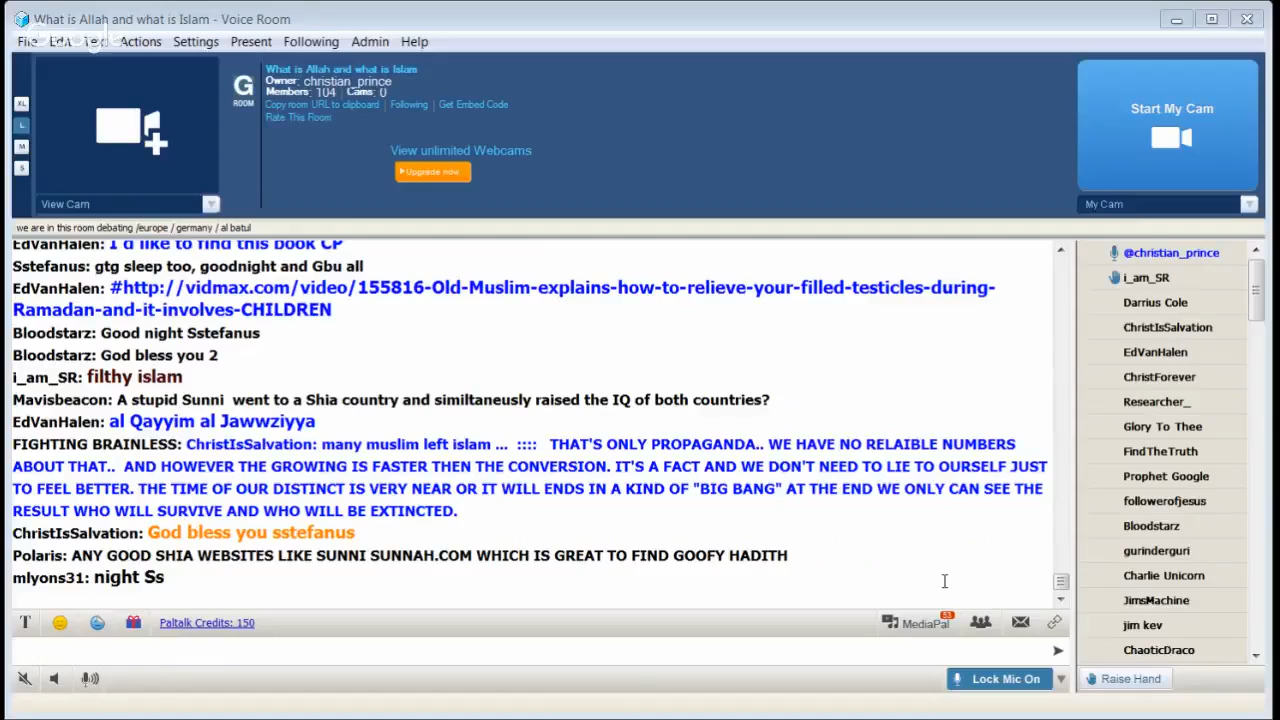 What is Allah and what is Islam - Voice Room
File Edit Text Actions Settings Present Following Admin Help
Google
XL
L
M
S
G
ROOM
What is Allah and what is Islam
Owner: christian_prince
Members: 104 Cams: 0
Copy room URL to clipboard | Following | Get Embed Code
Rate This Room
View unlimited Webcams
Upgrade now
Start My Cam
View Cam
My Cam
we are in this room debating /europe / germany / al batul
EdVanHalen: I'd like to find this book CP
Sstefanus: gtg sleep too, goodnight and Gbu all
EdVanHalen: #http://vidmax.com/video/155816-Old-Muslim-explains-how-to-relieve-your-filled-testicles-during-
Ramadan-and-it-involves-CHILDREN
Bloodstarz: Good night Sstefanus
Bloodstarz: God bless you 2
i_am_SR: filthy islam
Mavisbeacon: A stupid Sunni went to a Shia country and similtaneusly raised the IQ of both countries?
EdVanHalen: al Qayyim al Jawwziyya
FIGHTING BRAINLESS: ChristIsSalvation: many muslim left islam ... :::: THAT'S ONLY PROPAGANDA.. WE HAVE NO RELAIBLE NUMBERS
ABOUT THAT.. AND HOWEVER THE GROWING IS FASTER THEN THE CONVERSION. IT'S A FACT AND WE DON'T NEED TO LIE TO OURSELF JUST
TO FEEL BETTER. THE TIME OF OUR DISTINCT IS VERY NEAR OR IT WILL ENDS IN A KIND OF "BIG BANG" AT THE END WE ONLY CAN SEE THE
RESULT WHO WILL SURVIVE AND WHO WILL BE EXTINCTED.
ChristIsSalvation: God bless you sstefanus
Polaris: ANY GOOD SHIA WEBSITES LIKE SUNNI SUNNAH.COM WHICH IS GREAT TO FIND GOOFY HADITH
mlyons31: night Ss
@christian_prince
i_am_SR
Darrius Cole
ChristIsSalvation
EdVanHalen
ChristForever
Researcher_
Glory To Thee
FindTheTruth
Prophet Google
followerofjesus
Bloodstarz
gurinderguri
Charlie Unicorn
JimsMachine
jim kev
ChaoticDraco
T
Paltalk Credits: 150
MediaPal
53
Lock Mic On
Raise Hand